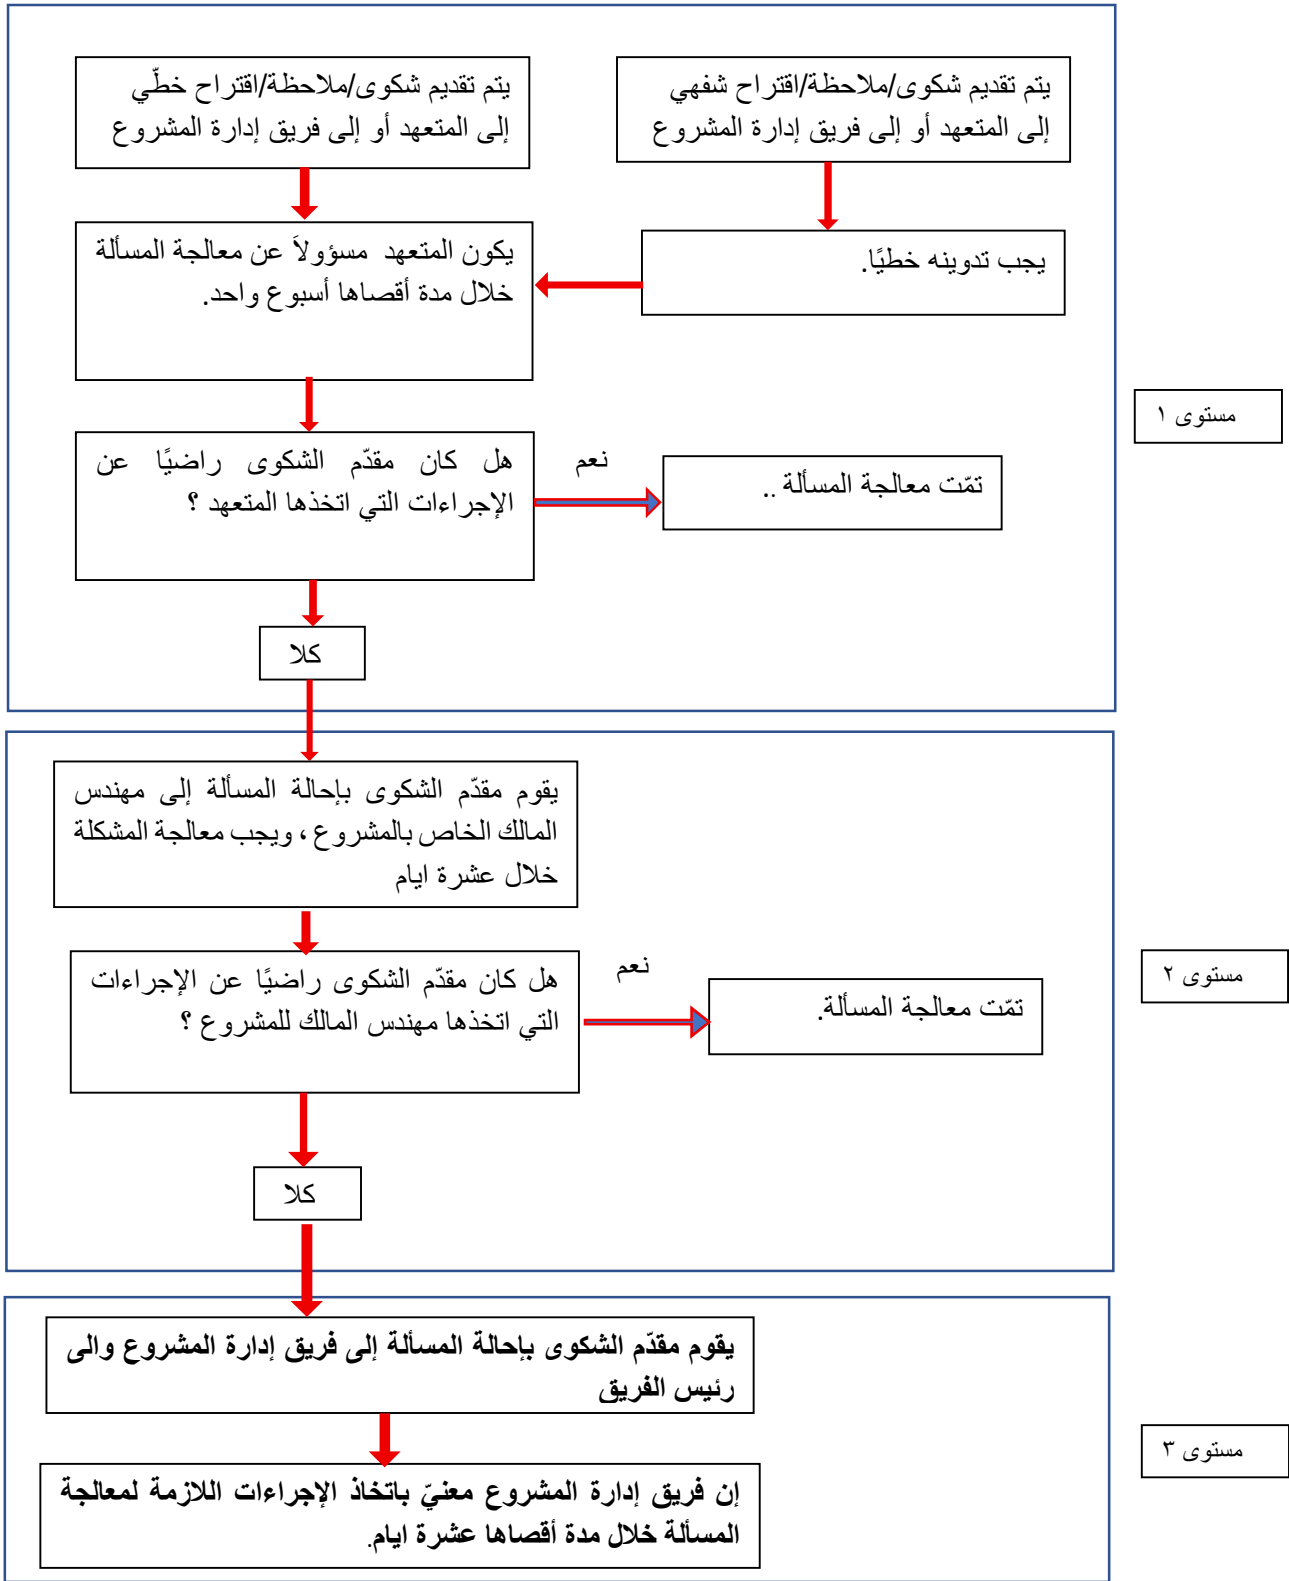 يتم تقديم شكوى/ملاحظة/اقتراح شفهي
إلى المتعهد أو إلى فريق إدارة المشروع
يتم تقديم شكوى/ملاحظة/اقتراح خطّي
إلى المتعهد أو إلى فريق إدارة المشروع
يجب تدوينه خطيًا.
يكون المتعهد مسؤولاً عن معالجة المسألة
خلال مدة أقصاها أسبوع واحد.
مستوى ١
هل كان مقدّم الشكوى راضيًا عن
الإجراءات التي اتخذها المتعهد ؟
نعم
تمّت معالجة المسألة ..
كلا
يقوم مقدّم الشكوى بإحالة المسألة إلى مهندس
المالك الخاص بالمشروع ، ويجب معالجة المشكلة
خلال عشرة ايام
مستوى ٢
هل كان مقدّم الشكوى راضيًا عن الإجراءات
التي اتخذها مهندس المالك للمشروع ؟
نعم
تمّت معالجة المسألة.
كلا
يقوم مقدّم الشكوى بإحالة المسألة إلى فريق إدارة المشروع والى
رئيس الفريق
مستوى ٣
إن فريق إدارة المشروع معنيّ باتخاذ الإجراءات اللازمة لمعالجة
المسألة خلال مدة أقصاها عشرة ايام.